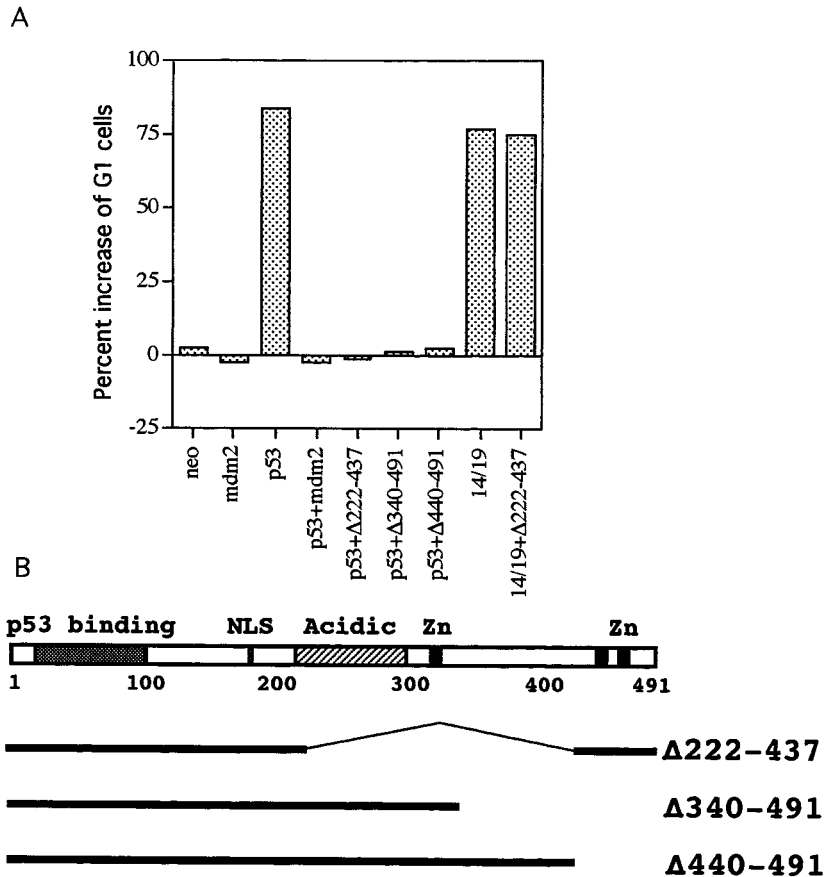 A
Percent increase of G1 cells
100
75
50
25
0
-25
neo
mdm2
p53
p53+mdm2
p53+Δ222-437
p53+Δ340-491
p53+Δ440-491
14/19
14/19+Δ222-437
B
p53 binding NLS Acidic Zn Zn
1 100 200 300 400 491
Δ222-437
Δ340-491
Δ440-491